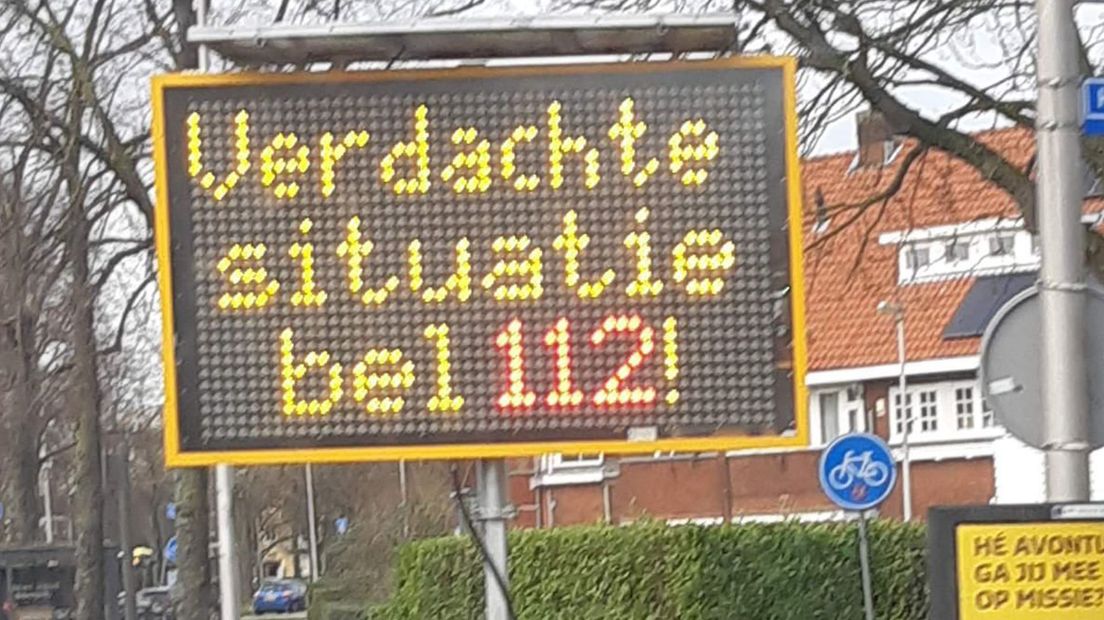 Verdachte
situatie
bel 112!
HÉ AVONTU
GA JIJ MEE
OP MISSIE?